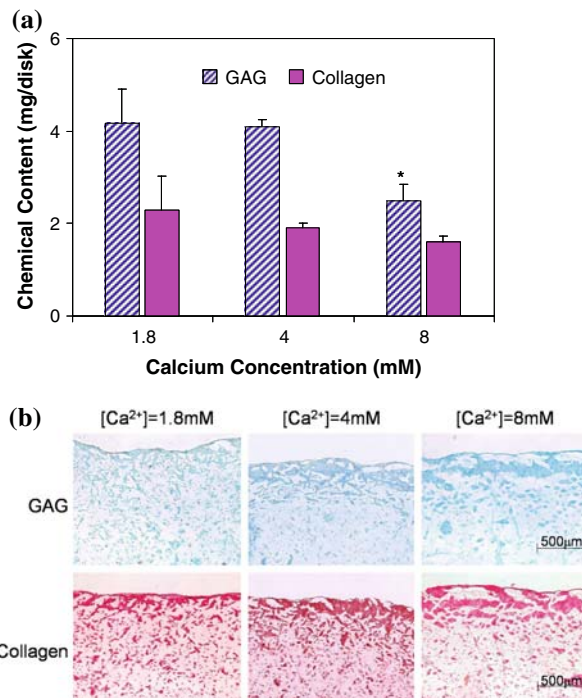 (a)
6
4
2
0
Chemical Content (mg/disk)
GAG Collagen
*
1.8 4 8
Calcium Concentration (mM)
(b)
[Ca²⁺]=1.8mM [Ca²⁺]=4mM [Ca²⁺]=8mM
GAG
500μm
Collagen
500μm